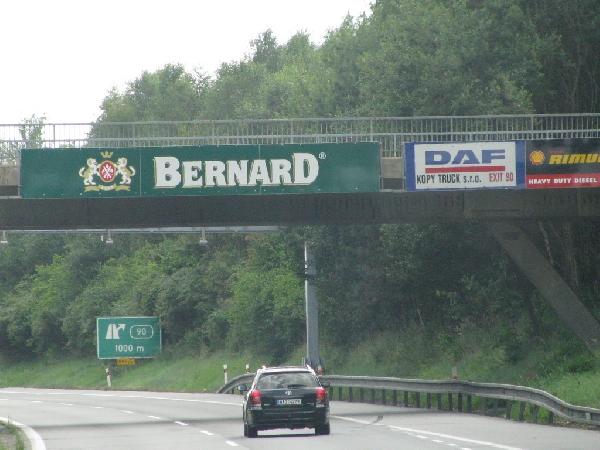 BERNARD®
DAF
KOPY TRUCK s.r.o. EXIT 90
RIMU
HEAVY DUTY DIESEL
90
1000 m